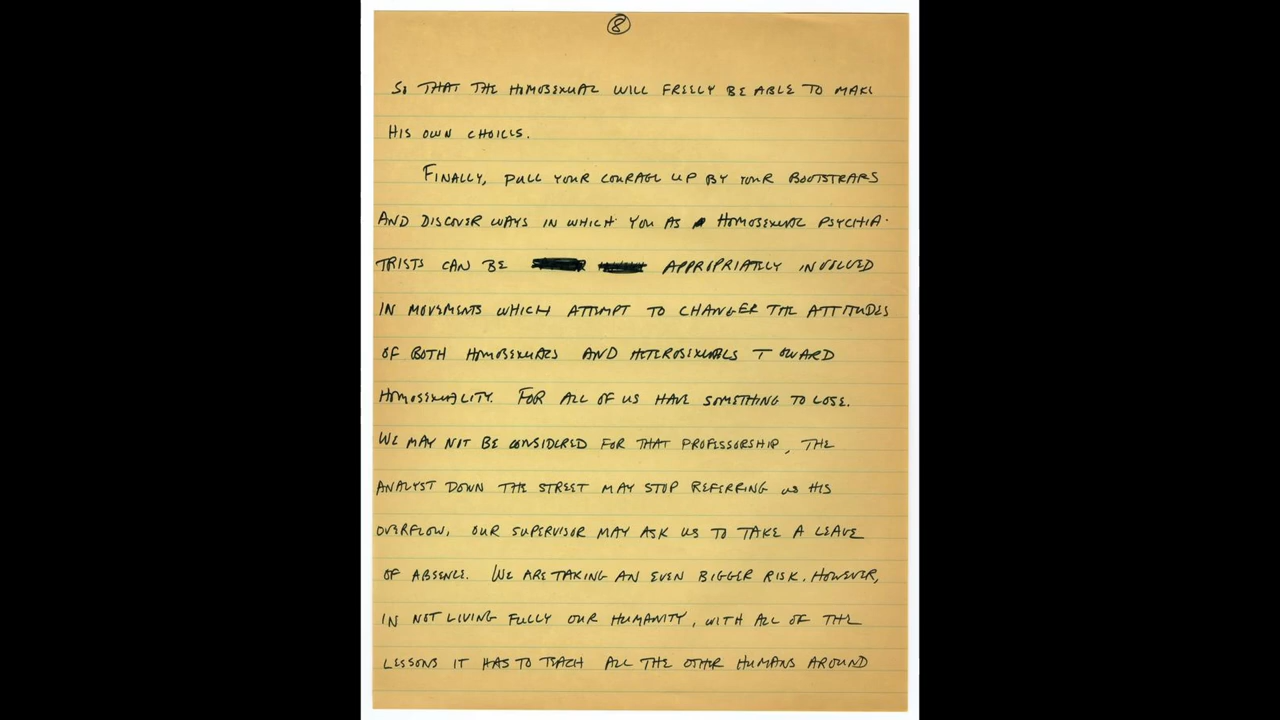 8
SO THAT THE HOMOSEXUAL WILL FREELY BE ABLE TO MAKE
HIS OWN CHOICES.
FINALLY, PULL YOUR COURAGE UP BY YOUR BOOTSTRAPS
AND DISCOVER WAYS IN WHICH YOU AS HOMOSEXUAL PSYCHIA-
TRISTS CAN BE APPROPRIATELY INVOLVED
IN MOVEMENTS WHICH ATTEMPT TO CHANGER THE ATTITUDES
OF BOTH HOMOSEXUALS AND HETEROSEXUALS TOWARD
HOMOSEXUALITY. FOR ALL OF US HAVE SOMETHING TO LOSE.
WE MAY NOT BE CONSIDERED FOR THAT PROFESSORSHIP, THE
ANALYST DOWN THE STREET MAY STOP REFERRING US HIS
OVERFLOW, OUR SUPERVISOR MAY ASK US TO TAKE A LEAVE
OF ABSENCE. WE ARE TAKING AN EVEN BIGGER RISK, HOWEVER,
IN NOT LIVING FULLY OUR HUMANITY, WITH ALL OF THE
LESSONS IT HAS TO TEACH ALL THE OTHER HUMANS AROUND